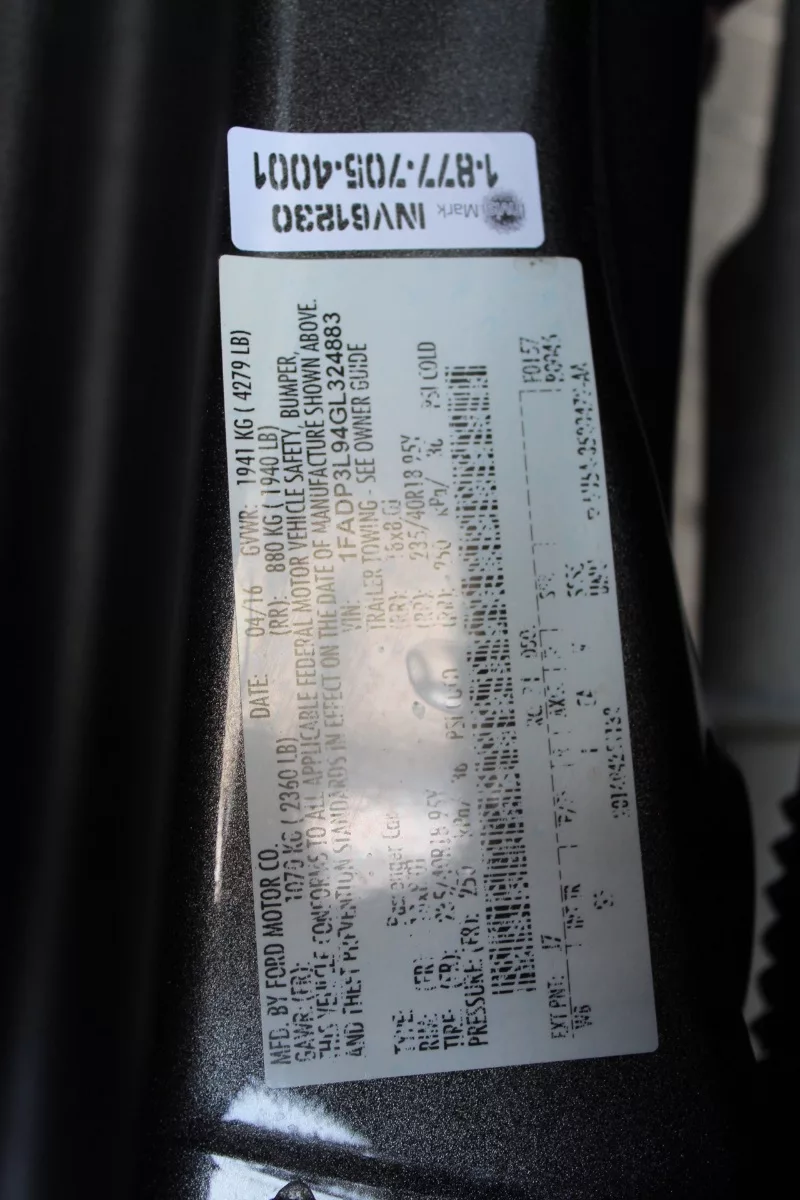 1-877-705-4001
INV61230
Mark
MFD. BY FORD MOTOR CO. DATE: 04/16 GVWR: 1941 KG ( 4279 LB)
GAWR: (FR): 1070 KG ( 2360 LB) (RR): 880 KG ( 1940 LB)
THIS VEHICLE CONFORMS TO ALL APPLICABLE FEDERAL MOTOR VEHICLE SAFETY, BUMPER,
AND THEFT PREVENTION STANDARDS IN EFFECT ON THE DATE OF MANUFACTURE SHOWN ABOVE.
VIN: 1FADP3L94GL324883
TYPE: Passenger Car TRAILER TOWING - SEE OWNER GUIDE
(FR): (RR):
TIRE: (FR): 235/40R18 95Y (RR): 235/40R18 95Y
PRESSURE: (FR): 250 kPa/ 36 PSI COLD (RR): 250 kPa/ 36 PSI COLD
F0157
EXT PNT: J7
W6